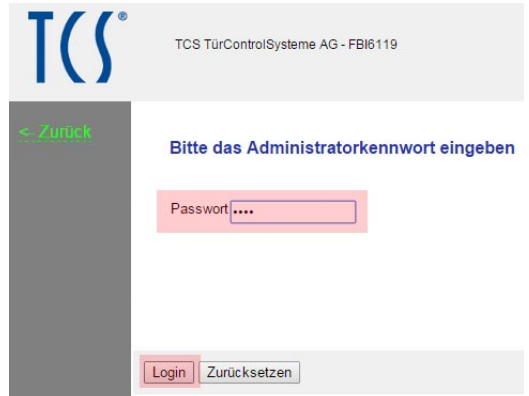 TCS®
TCS TürControlSysteme AG - FBI6119
<- Zurück
Bitte das Administratorkennwort eingeben
Passwort ••••
Login Zurücksetzen